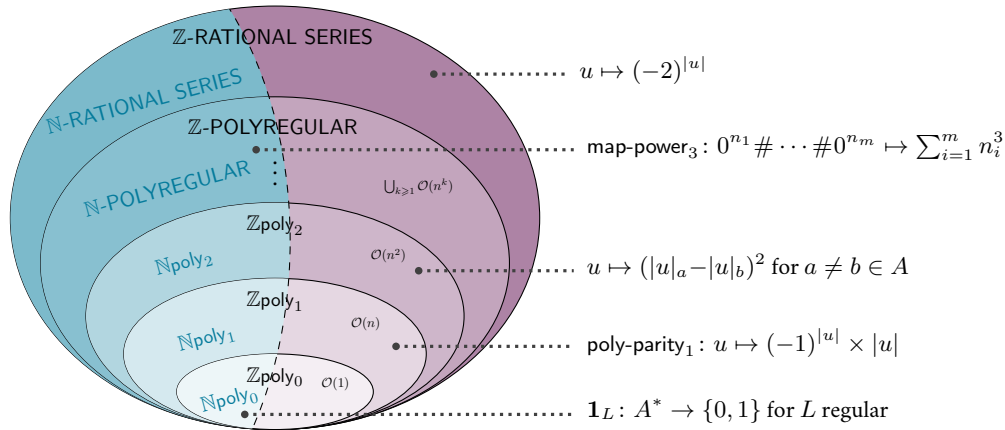 ℤ-RATIONAL SERIES
ℕ-RATIONAL SERIES
u ↦ (−2)^{|u|}
ℤ-POLYREGULAR
map-power₃ : 0^{n₁}# ⋯ #0^{n_m} ↦ ∑_{i=1}^{m} n_i^3
ℕ-POLYREGULAR
⋮
⋃_{k⩾1} 𝒪(n^k)
ℤpoly₂
ℕpoly₂
𝒪(n²)
u ↦ (|u|_a−|u|_b)² for a ≠ b ∈ A
ℤpoly₁
ℕpoly₁
𝒪(n)
poly-parity₁ : u ↦ (−1)^{|u|} × |u|
ℤpoly₀
𝒪(1)
ℕpoly₀
𝟏_L : A* → {0, 1} for L regular